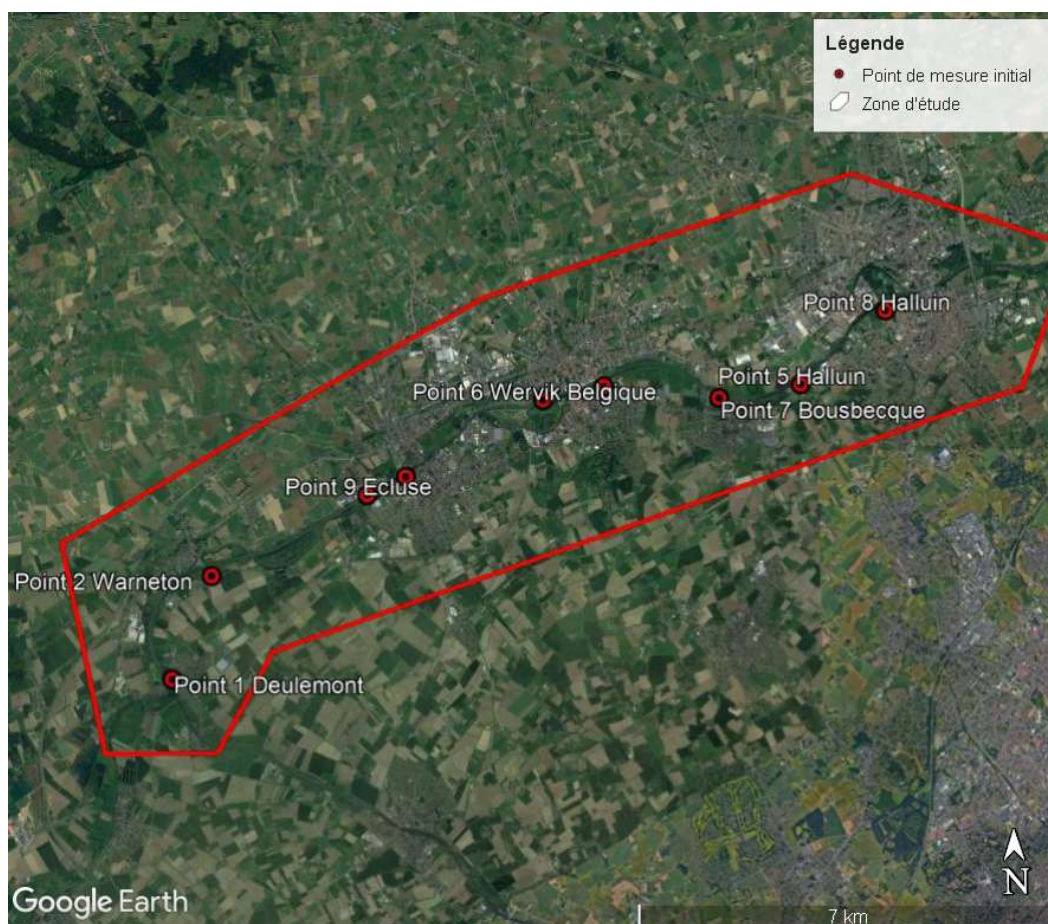 Légende
Point de mesure initial
Zone d'étude
Point 8 Halluin
Point 5 Halluin
Point 6 Wervik Belgique
Point 7 Bousbecque
Point 9 Ecluse
Point 2 Warneton
Point 1 Deulemont
N
Google Earth
7 km